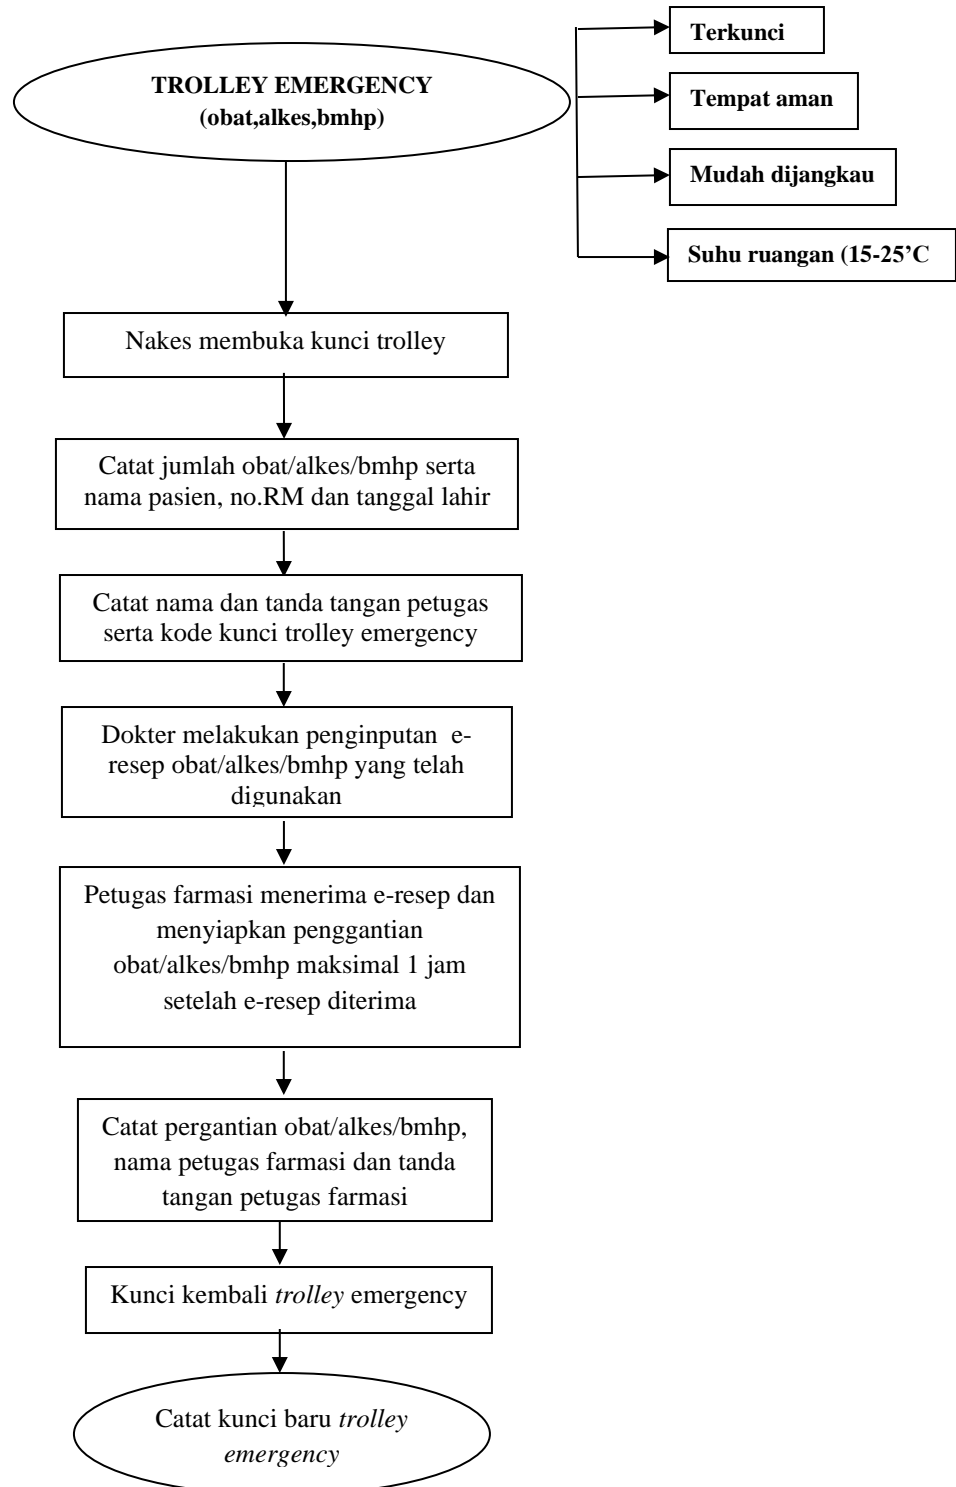 TROLLEY EMERGENCY
(obat,alkes,bmhp)
Terkunci
Tempat aman
Mudah dijangkau
Suhu ruangan (15-25’C
Nakes membuka kunci trolley
Catat jumlah obat/alkes/bmhp serta
nama pasien, no.RM dan tanggal lahir
Catat nama dan tanda tangan petugas
serta kode kunci trolley emergency
Dokter melakukan penginputan  e-
resep obat/alkes/bmhp yang telah
digunakan
Petugas farmasi menerima e-resep dan
menyiapkan penggantian
obat/alkes/bmhp maksimal 1 jam
setelah e-resep diterima
Catat pergantian obat/alkes/bmhp,
nama petugas farmasi dan tanda
tangan petugas farmasi
Kunci kembali trolley emergency
Catat kunci baru trolley
emergency